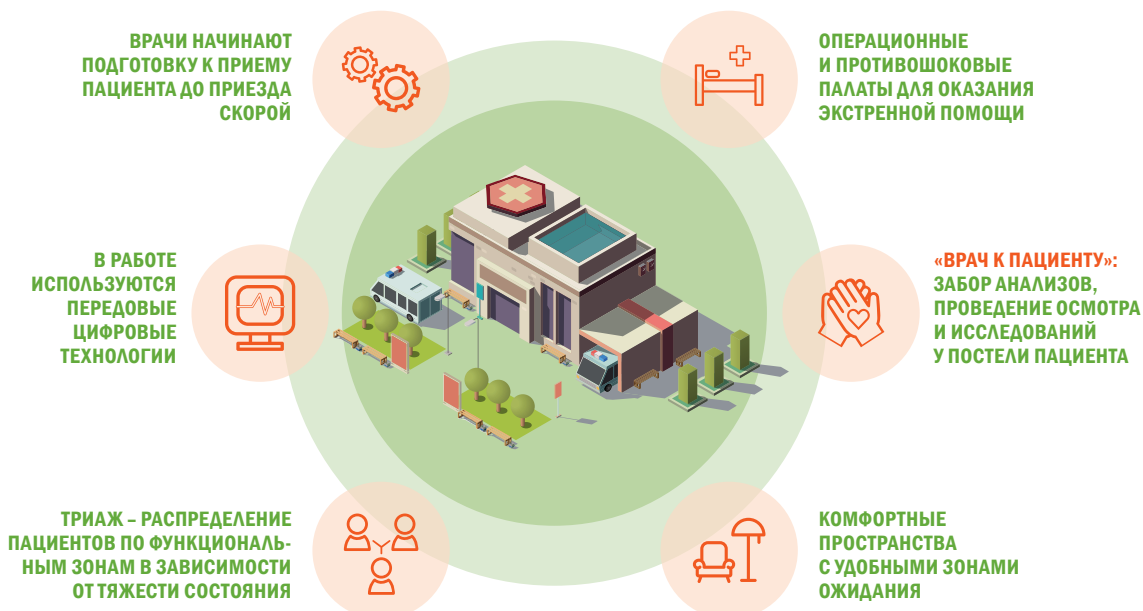 ВРАЧИ НАЧИНАЮТ
ПОДГОТОВКУ К ПРИЕМУ
ПАЦИЕНТА ДО ПРИЕЗДА
СКОРОЙ
ОПЕРАЦИОННЫЕ
И ПРОТИВОШОКОВЫЕ
ПАЛАТЫ ДЛЯ ОКАЗАНИЯ
ЭКСТРЕННОЙ ПОМОЩИ
В РАБОТЕ
ИСПОЛЬЗУЮТСЯ
ПЕРЕДОВЫЕ
ЦИФРОВЫЕ
ТЕХНОЛОГИИ
«ВРАЧ К ПАЦИЕНТУ»:
ЗАБОР АНАЛИЗОВ,
ПРОВЕДЕНИЕ ОСМОТРА
И ИССЛЕДОВАНИЙ
У ПОСТЕЛИ ПАЦИЕНТА
ТРИАЖ – РАСПРЕДЕЛЕНИЕ
ПАЦИЕНТОВ ПО ФУНКЦИОНАЛЬ-
НЫМ ЗОНАМ В ЗАВИСИМОСТИ
ОТ ТЯЖЕСТИ СОСТОЯНИЯ
КОМФОРТНЫЕ
ПРОСТРАНСТВА
С УДОБНЫМИ ЗОНАМИ
ОЖИДАНИЯ